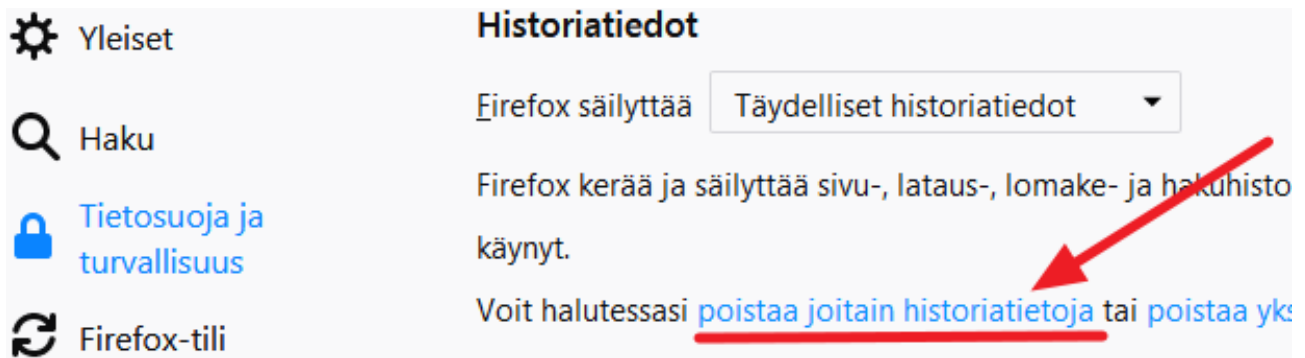 Yleiset
Haku
Tietosuoja ja
turvallisuus
Firefox-tili
Historiatiedot
Firefox säilyttää Täydelliset historiatiedot
Firefox kerää ja säilyttää sivu-, lataus-, lomake- ja hakuhisto
käynyt.
Voit halutessasi poistaa joitain historiatietoja tai poistaa